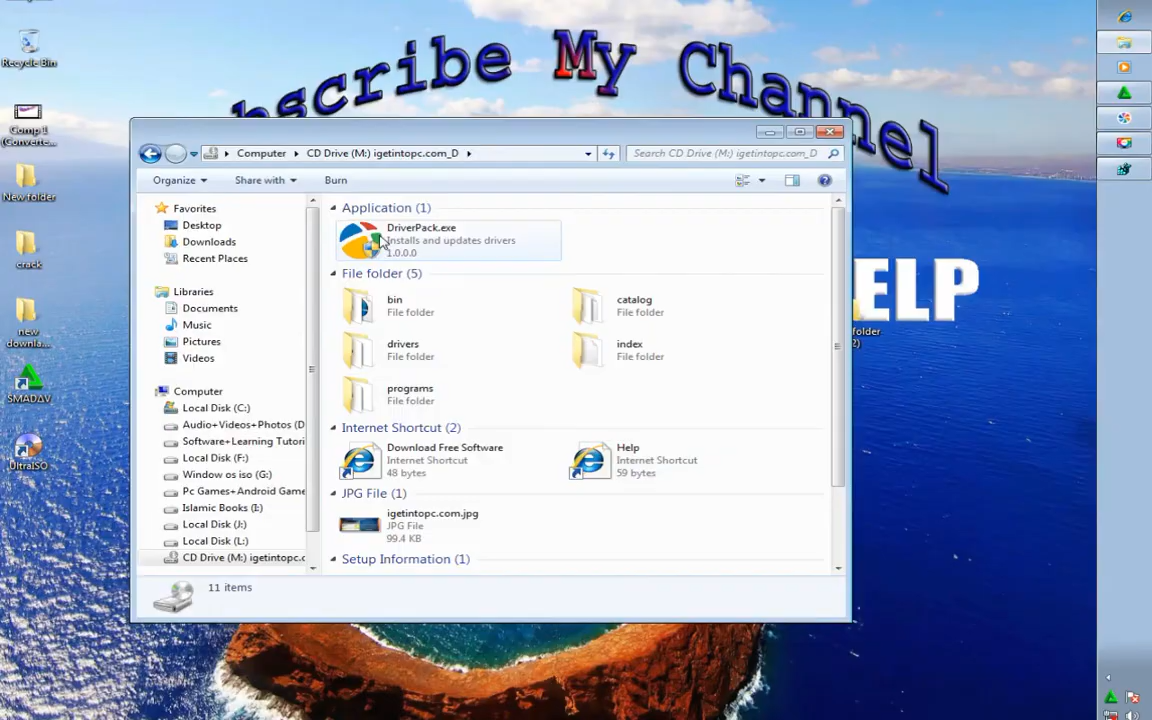 bscribe My Channel
Recycle Bin
Comp 1
(Converte...
New folder
crack
new
downla...
SMADΔV
UltraISO
ELP
folder
2)
Computer
CD Drive (M:) igetintopc.com_D
Search CD Drive (M:) igetintopc.com_D
Organize
Share with
Burn
Favorites
Desktop
Downloads
Recent Places
Libraries
Documents
Music
Pictures
Videos
Computer
Local Disk (C:)
Audio+Videos+Photos (D
Software+Learning Tutori
Local Disk (F:)
Window os iso (G:)
Pc Games+Android Game
Islamic Books (I:)
Local Disk (J:)
Local Disk (L:)
CD Drive (M:) igetintopc.c
Application (1)
DriverPack.exe
Installs and updates drivers
1.0.0.0
File folder (5)
bin
File folder
catalog
File folder
drivers
File folder
index
File folder
programs
File folder
Internet Shortcut (2)
Download Free Software
Internet Shortcut
48 bytes
Help
Internet Shortcut
59 bytes
JPG File (1)
igetintopc.com.jpg
JPG File
99.4 KB
Setup Information (1)
11 items